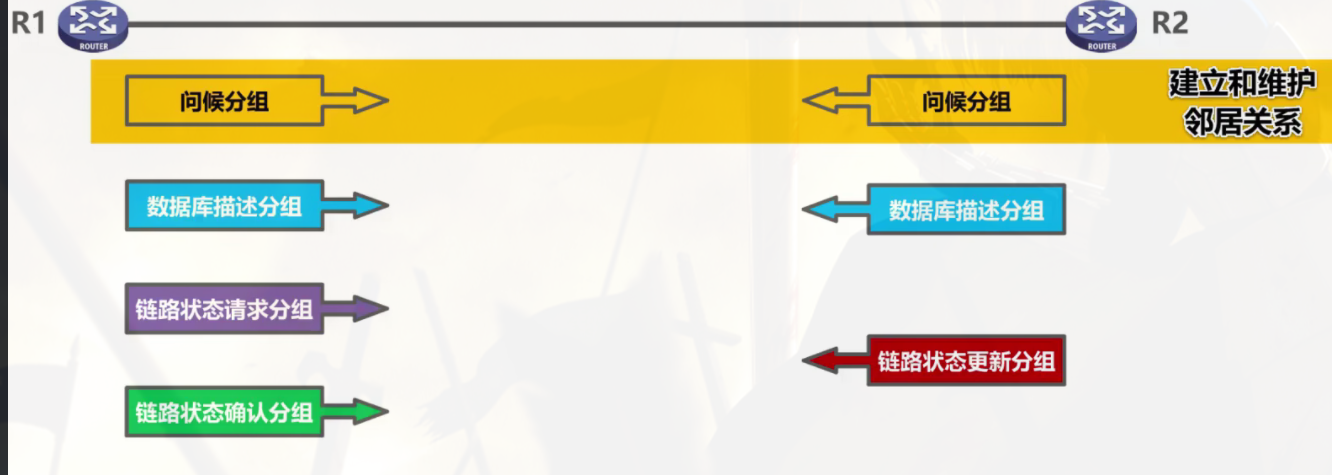 R1
ROUTER
ROUTER
R2
问候分组
问候分组
建立和维护
邻居关系
数据库描述分组
数据库描述分组
链路状态请求分组
链路状态更新分组
链路状态确认分组